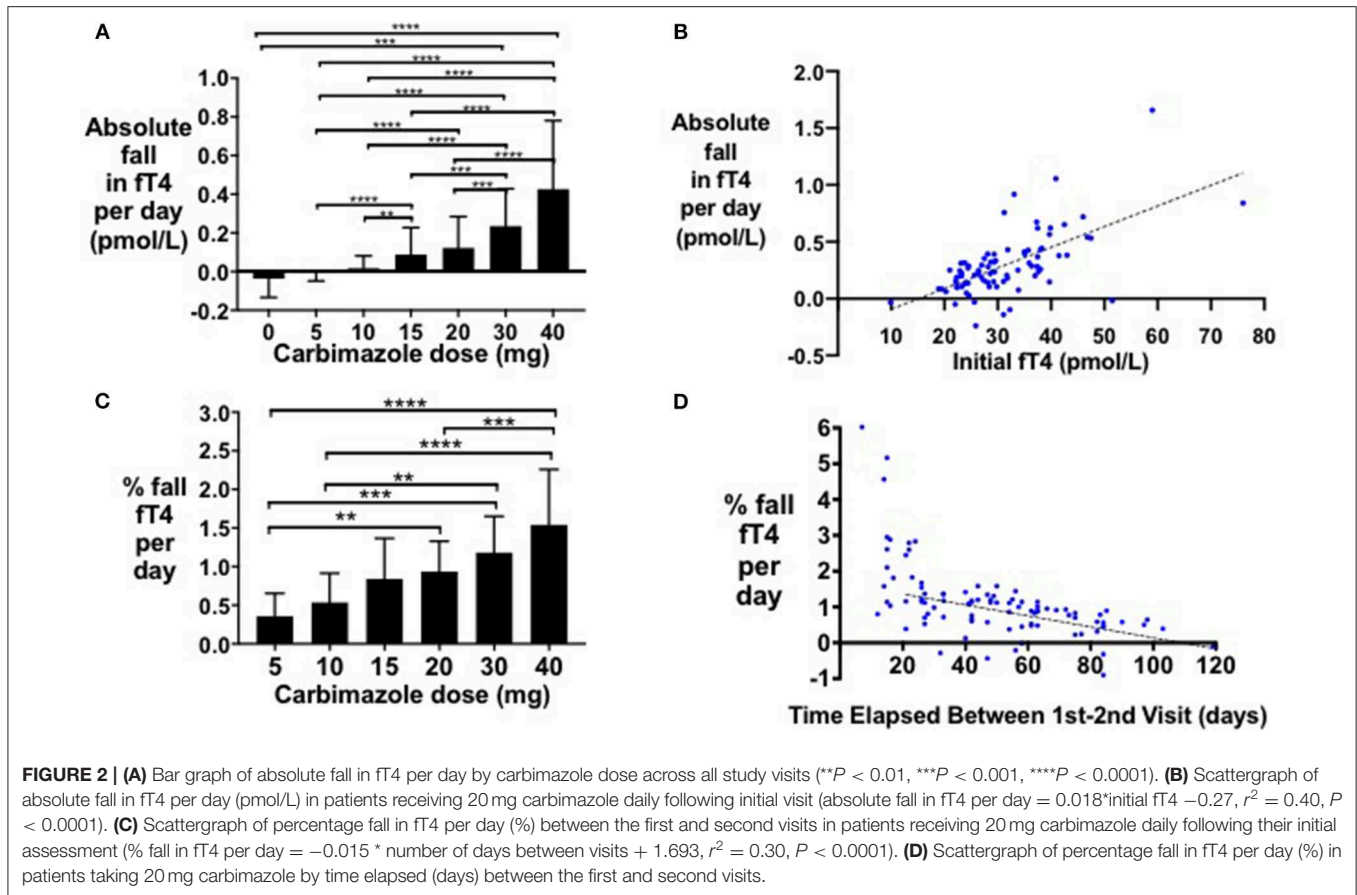 A
****
***
****
****
****
****
****
****
****
***
***
****
**
1.0
0.8
0.6
0.4
0.2
0.0
-0.2
Absolute
fall
in fT4
per day
(pmol/L)
0 5 10 15 20 30 40
Carbimazole dose (mg)
B
2.0
1.5
1.0
0.5
0.0
-0.5
Absolute
fall
in fT4
per day
(pmol/L)
10 20 30 40 50 60 70 80
Initial fT4 (pmol/L)
C
****
***
****
**
***
**
3.0
2.5
2.0
1.5
1.0
0.5
0.0
% fall
fT4
per
day
5 10 15 20 30 40
Carbimazole dose (mg)
D
6
5
4
3
2
1
0
-1
% fall
fT4
per
day
20 40 60 80 100 120
Time Elapsed Between 1st-2nd Visit (days)
FIGURE 2 | (A) Bar graph of absolute fall in fT4 per day by carbimazole dose across all study visits (**P < 0.01, ***P < 0.001, ****P < 0.0001). (B) Scattergraph of
absolute fall in fT4 per day (pmol/L) in patients receiving 20 mg carbimazole daily following initial visit (absolute fall in fT4 per day = 0.018*initial fT4 −0.27, r² = 0.40, P
< 0.0001). (C) Scattergraph of percentage fall in fT4 per day (%) between the first and second visits in patients receiving 20 mg carbimazole daily following their initial
assessment (% fall in fT4 per day = −0.015 * number of days between visits + 1.693, r² = 0.30, P < 0.0001). (D) Scattergraph of percentage fall in fT4 per day (%) in
patients taking 20 mg carbimazole by time elapsed (days) between the first and second visits.